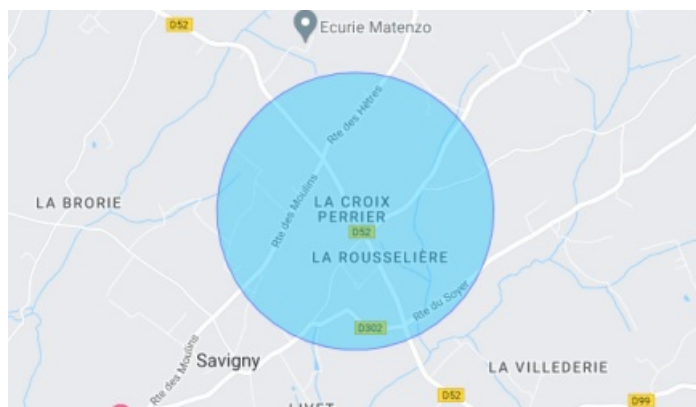 D52
Ecurie Matenzo
Rte des Hêtres
LA BRORIE
Rte des Moulins
LA CROIX
PERRIER
D52
LA ROUSSELIÈRE
Rte du Soyer
D302
Savigny
LA VILLEDERIE
Rte des Moulins
D52
D99
LIVET